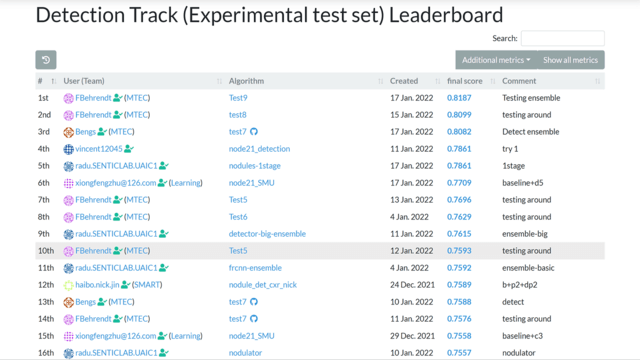 Detection Track (Experimental test set) Leaderboard
Search:
Additional metrics Show all metrics
# User (Team) Algorithm Created final score Comment
1st FBehrendt (MTEC) Test9 17 Jan. 2022 0.8187 Testing ensemble
2nd FBehrendt (MTEC) test8 15 Jan. 2022 0.8099 testing around
3rd Bengs (MTEC) test7 17 Jan. 2022 0.8082 Detect ensemble
4th vincent12045 node21_detection 11 Jan. 2022 0.7861 try 1
5th radu.SENTICLAB.UAIC1 nodules-1stage 17 Jan. 2022 0.7861 1stage
6th xiongfengzhu@126.com (Learning) node21_SMU 17 Jan. 2022 0.7709 baseline+d5
7th FBehrendt (MTEC) Test5 13 Jan. 2022 0.7696 testing around
8th FBehrendt (MTEC) Test6 4 Jan. 2022 0.7629 testing around
9th radu.SENTICLAB.UAIC1 detector-big-ensemble 11 Jan. 2022 0.7615 ensemble-big
10th FBehrendt (MTEC) Test5 12 Jan. 2022 0.7593 testing around
11th radu.SENTICLAB.UAIC1 frcnn-ensemble 4 Jan. 2022 0.7592 ensemble-basic
12th haibo.nick.jin (SMART) nodule_det_cxr_nick 24 Dec. 2021 0.7589 b+p2+dp2
13th Bengs (MTEC) test7 10 Jan. 2022 0.7588 detect
14th FBehrendt (MTEC) Test7 11 Jan. 2022 0.7576 testing around
15th xiongfengzhu@126.com (Learning) node21_SMU 29 Dec. 2021 0.7558 baseline+c3
16th radu.SENTICLAB.UAIC1 nodulator 10 Jan. 2022 0.7557 nodulator